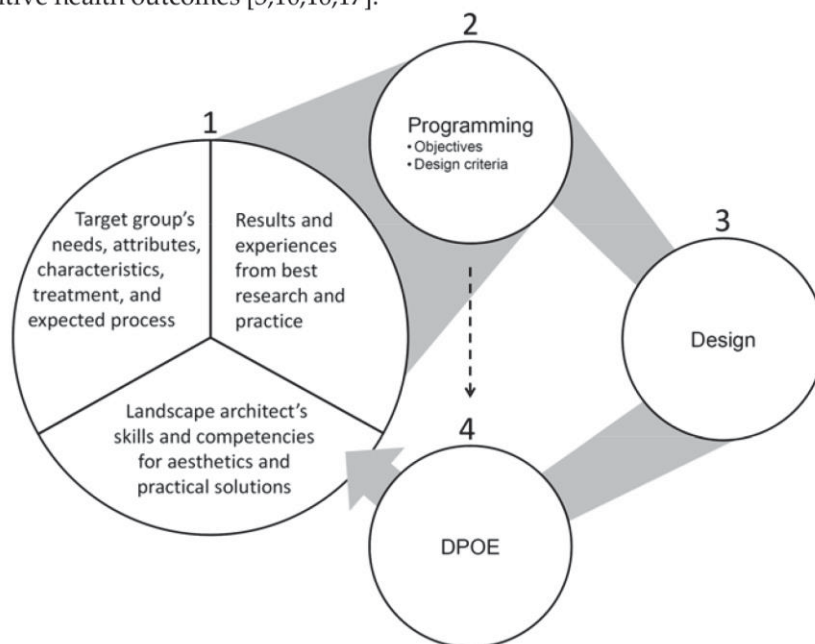 itive health outcomes [5,10,16,17].
2
Programming
• Objectives
• Design criteria
1
Target group's
needs, attributes,
characteristics,
treatment, and
expected process
Results and
experiences
from best
research and
practice
Landscape architect's
skills and competencies
for aesthetics and
practical solutions
3
Design
4
DPOE